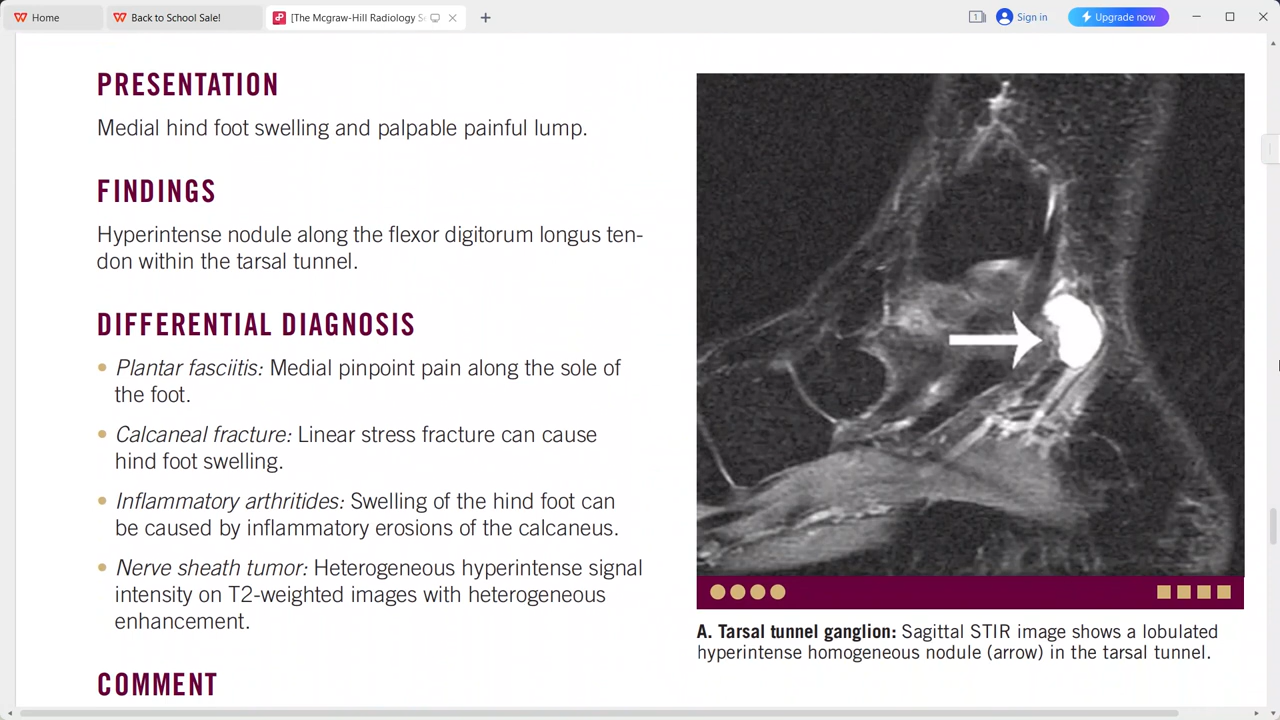 Home
Back to School Sale!
[The Mcgraw-Hill Radiology Se
1
Sign in
Upgrade now
PRESENTATION
Medial hind foot swelling and palpable painful lump.
FINDINGS
Hyperintense nodule along the flexor digitorum longus ten-
don within the tarsal tunnel.
DIFFERENTIAL DIAGNOSIS
• Plantar fasciitis: Medial pinpoint pain along the sole of
the foot.
• Calcaneal fracture: Linear stress fracture can cause
hind foot swelling.
• Inflammatory arthritides: Swelling of the hind foot can
be caused by inflammatory erosions of the calcaneus.
• Nerve sheath tumor: Heterogeneous hyperintense signal
intensity on T2-weighted images with heterogeneous
enhancement.
COMMENT
A. Tarsal tunnel ganglion: Sagittal STIR image shows a lobulated
hyperintense homogeneous nodule (arrow) in the tarsal tunnel.